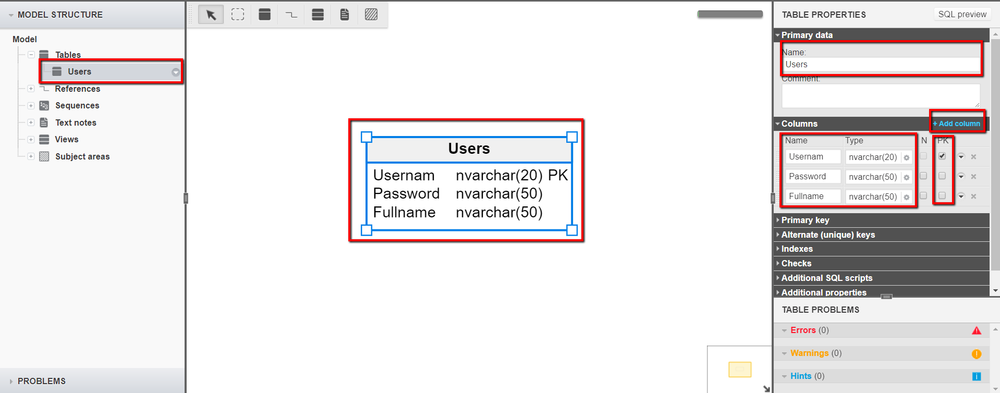 MODEL STRUCTURE
Model
Tables
Users
References
Sequences
Text notes
Views
Subject areas
PROBLEMS
Users
Usernam nvarchar(20) PK
Password nvarchar(50)
Fullname nvarchar(50)
TABLE PROPERTIES SQL preview
Primary data
Name:
Users
Comment:
Columns + Add column
Name Type N PK
Usernam nvarchar(20)
Password nvarchar(50)
Fullname nvarchar(50)
Primary key
Alternate (unique) keys
Indexes
Checks
Additional SQL scripts
Additional properties
TABLE PROBLEMS
Errors (0)
Warnings (0)
Hints (0)